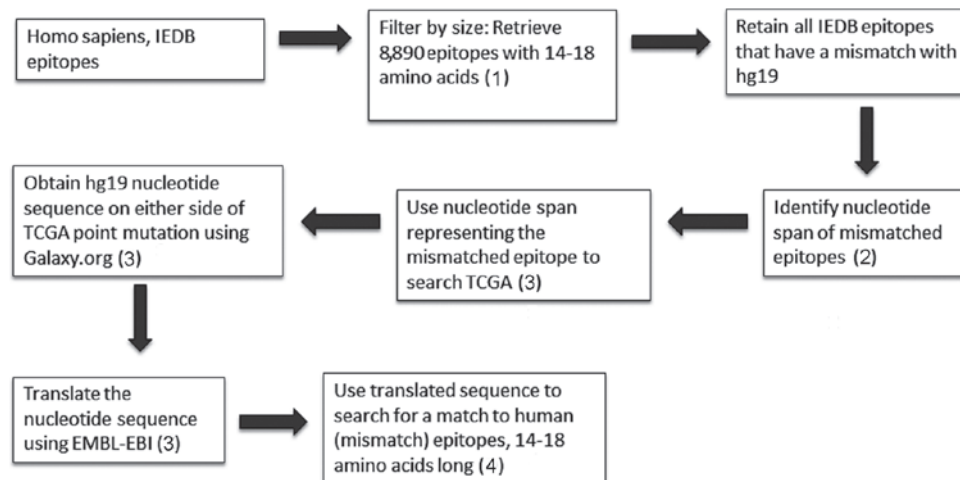 Homo sapiens, IEDB
epitopes
Filter by size: Retrieve
8,890 epitopes with 14-18
amino acids (1)
Retain all IEDB epitopes
that have a mismatch with
hg19
Identify nucleotide
span of mismatched
epitopes (2)
Use nucleotide span
representing the
mismatched epitope to
search TCGA (3)
Obtain hg19 nucleotide
sequence on either side of
TCGA point mutation using
Galaxy.org (3)
Translate the
nucleotide sequence
using EMBL-EBI (3)
Use translated sequence to
search for a match to human
(mismatch) epitopes, 14-18
amino acids long (4)